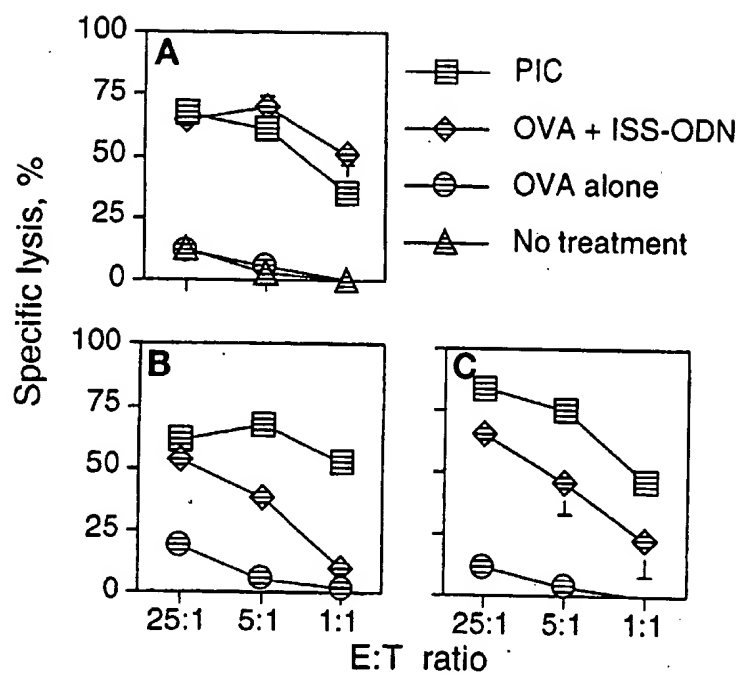 100
75
50
25
0
A
PIC
OVA + ISS-ODN
OVA alone
No treatment
Specific lysis, %
100
75
50
25
0
B
C
25:1 5:1 1:1
25:1 5:1 1:1
E:T ratio